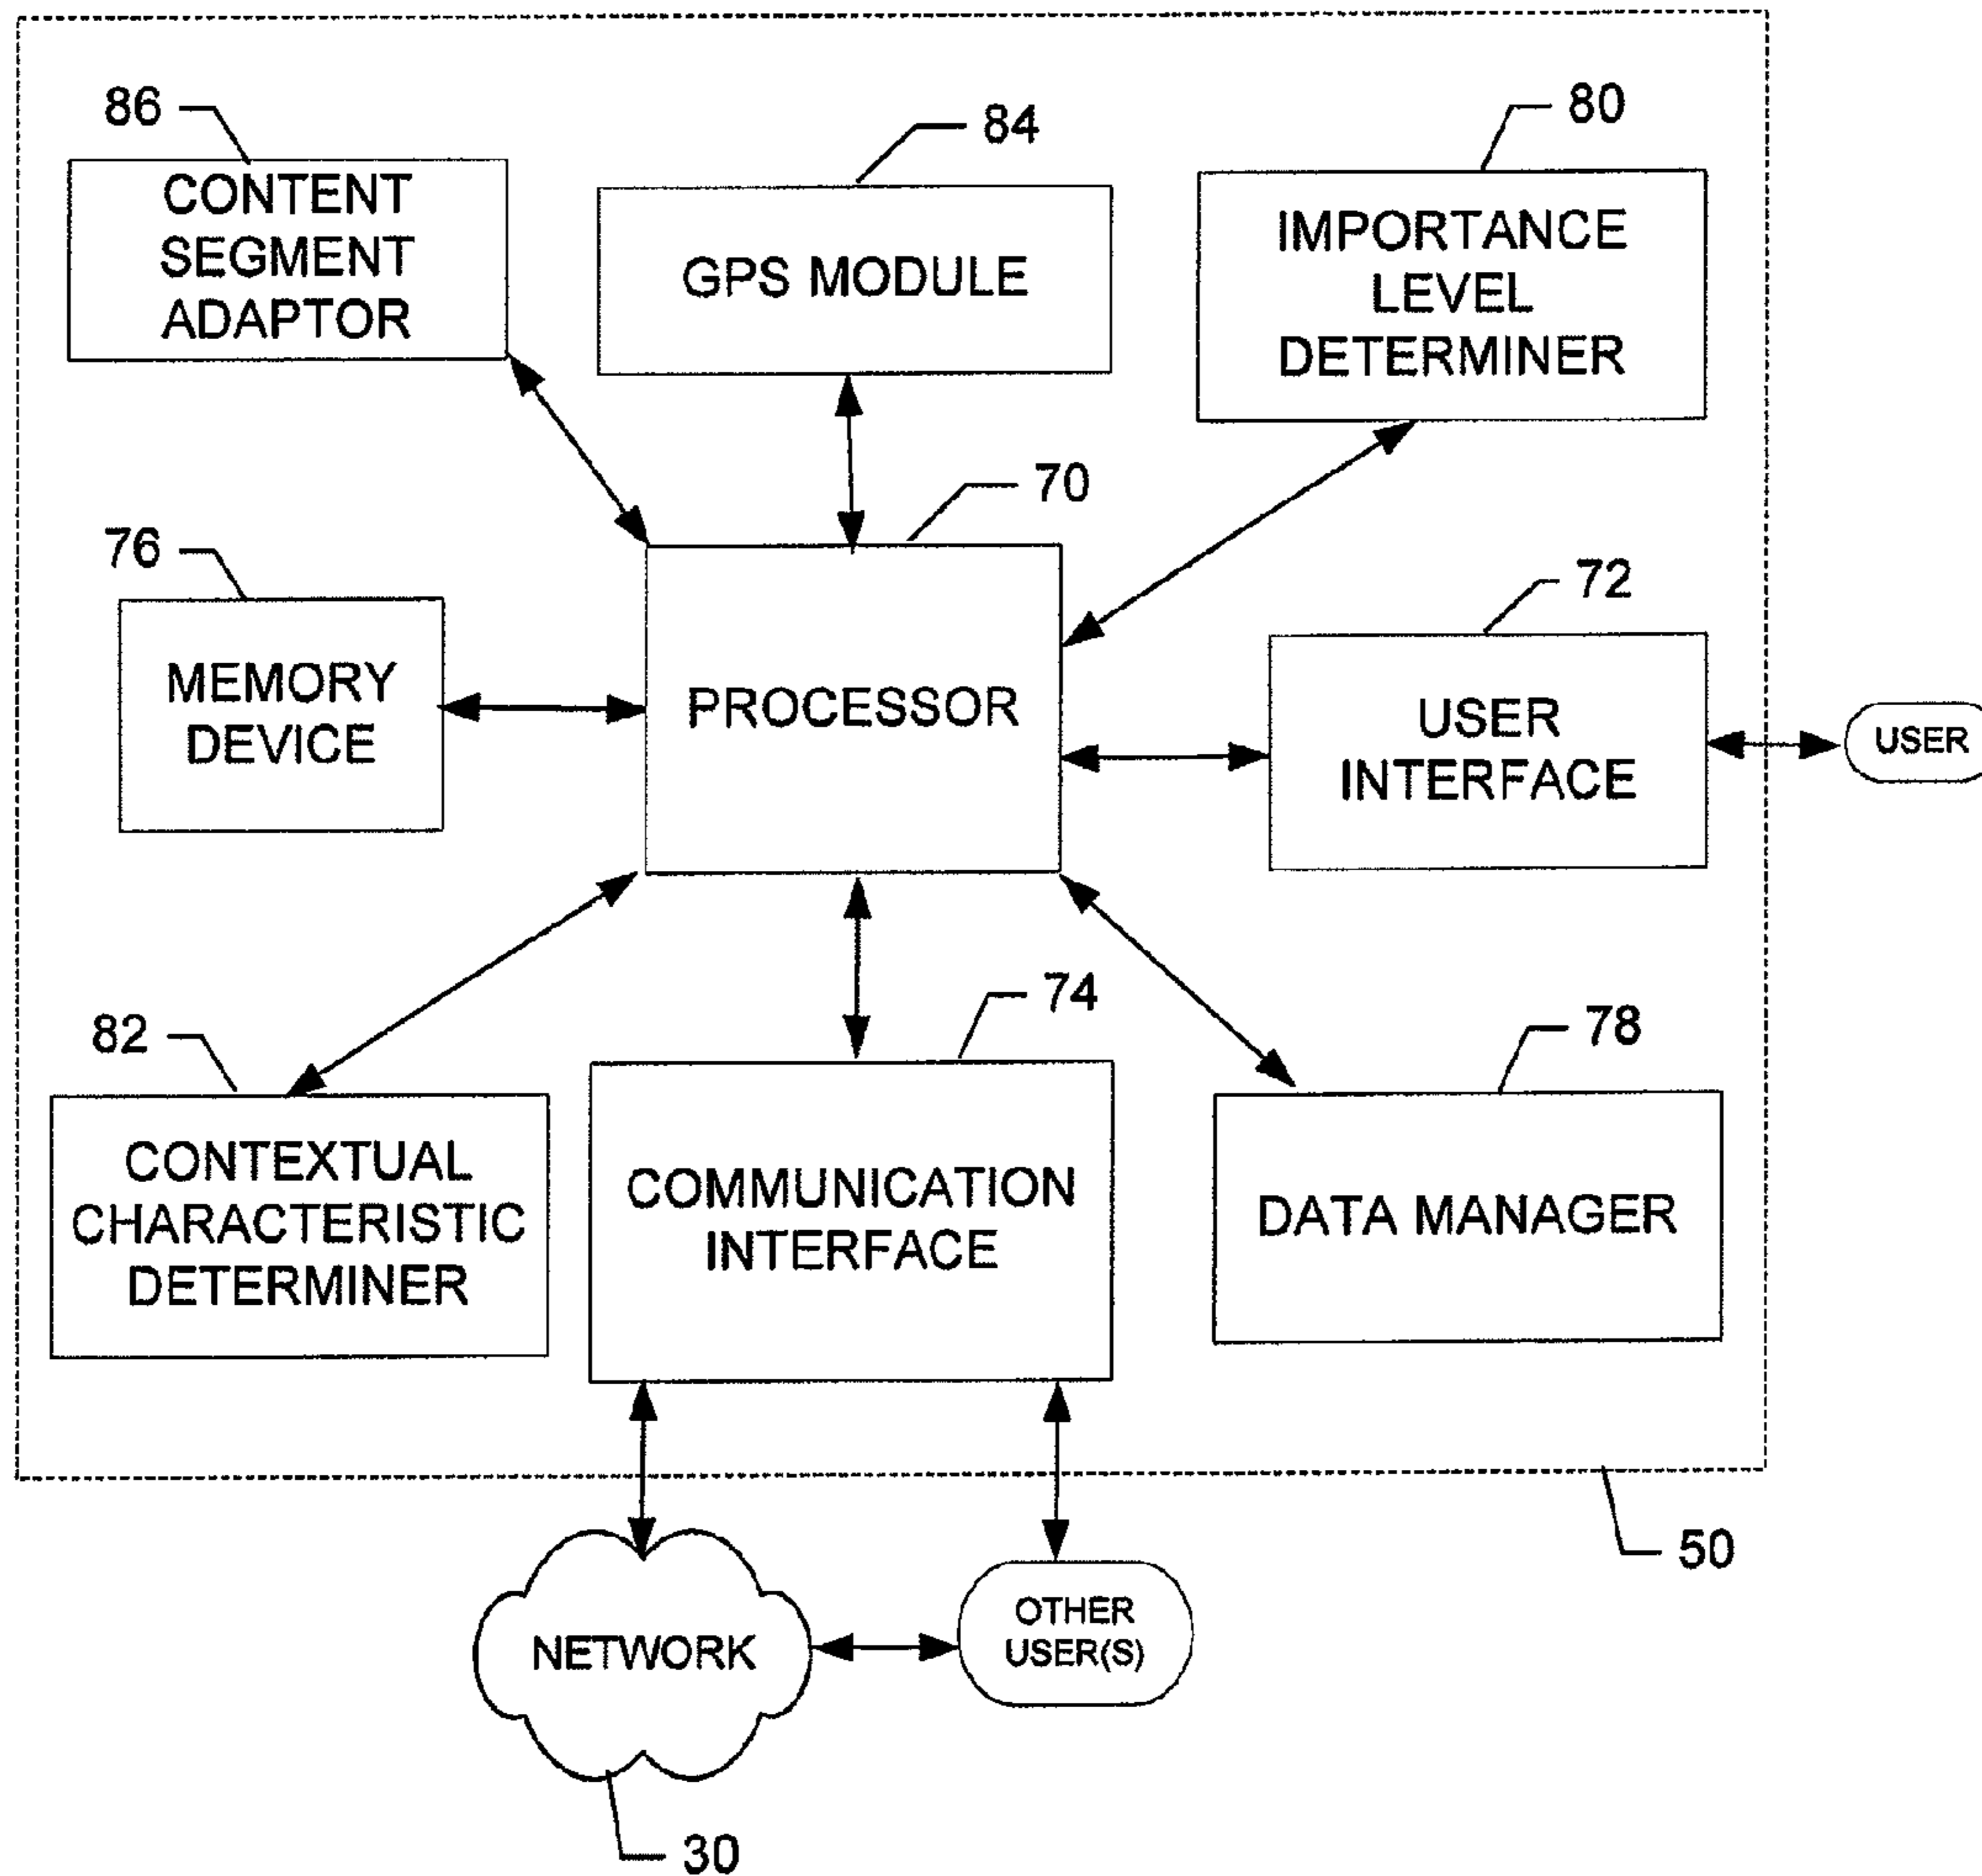 86
CONTENT
SEGMENT
ADAPTOR
84
GPS MODULE
80
IMPORTANCE
LEVEL
DETERMINER
76
MEMORY
DEVICE
70
PROCESSOR
72
USER
INTERFACE
USER
82
CONTEXTUAL
CHARACTERISTIC
DETERMINER
74
COMMUNICATION
INTERFACE
78
DATA MANAGER
50
NETWORK
OTHER
USER(S)
30